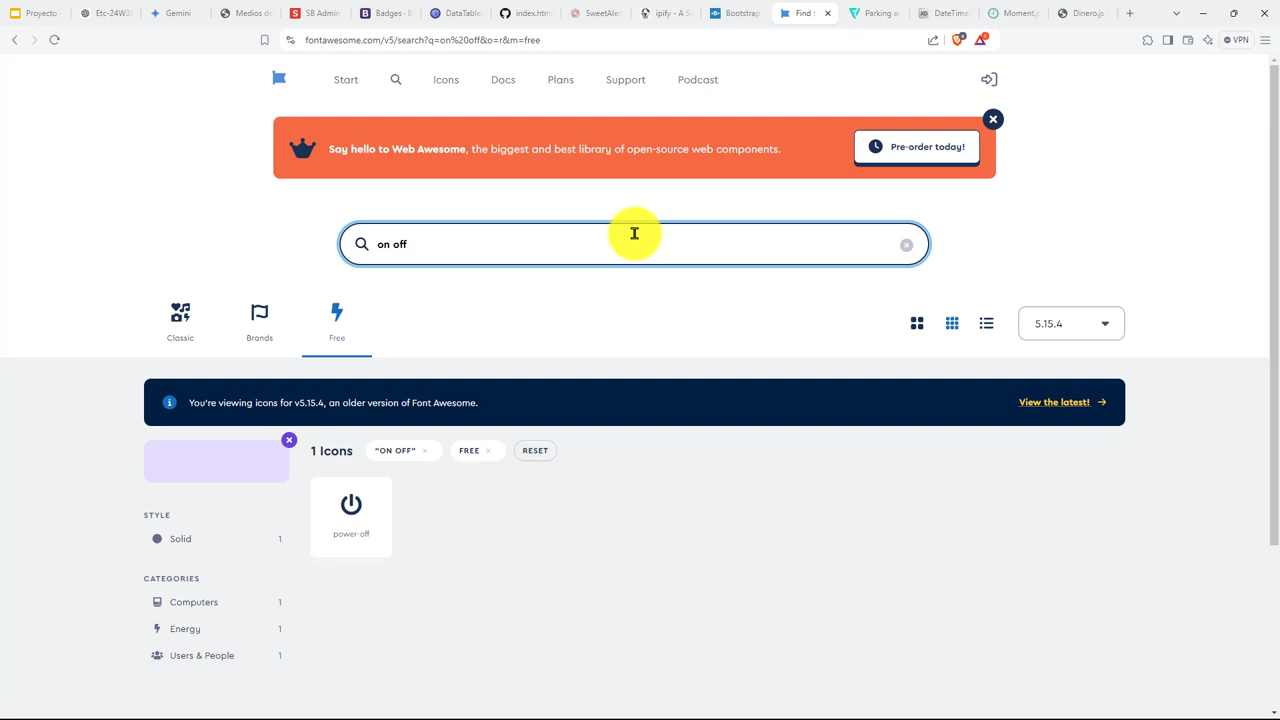 Proyecto
Etc-24W30
Gemini
Medios de
SB Admin
Badges - B
DataTable
index.html
SweetAler
ipify - A S
Bootstrap
Find t
Parking a
DateTime
Moment.js
Dinero.js -
fontawesome.com/v5/search?q=on%20off&o=r&m=free
VPN
Start
Icons
Docs
Plans
Support
Podcast
Say hello to Web Awesome, the biggest and best library of open-source web components.
Pre-order today!
on off
Classic
Brands
Free
5.15.4
You're viewing icons for v5.15.4, an older version of Font Awesome.
View the latest!
1 Icons
"ON OFF"
FREE
RESET
power-off
STYLE
Solid 1
CATEGORIES
Computers 1
Energy 1
Users & People 1